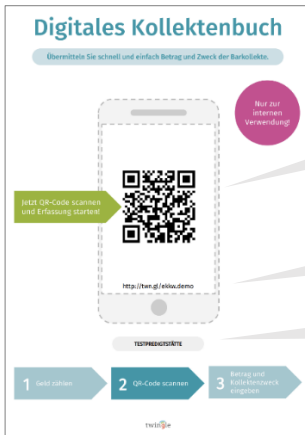 Digitales Kollektenbuch
Übermitteln Sie schnell und einfach Betrag und Zweck der Barkollekte.
Nur zur
internen
Verwendung!
Jetzt QR-Code scannen
und Erfassung starten!
http://twn.gl/ekkw.demo
TESTPREDIGTSTÄTTE
1 Geld zählen
2 QR-Code scannen
3 Betrag und
Kollektenzweck
eingeben
twingle